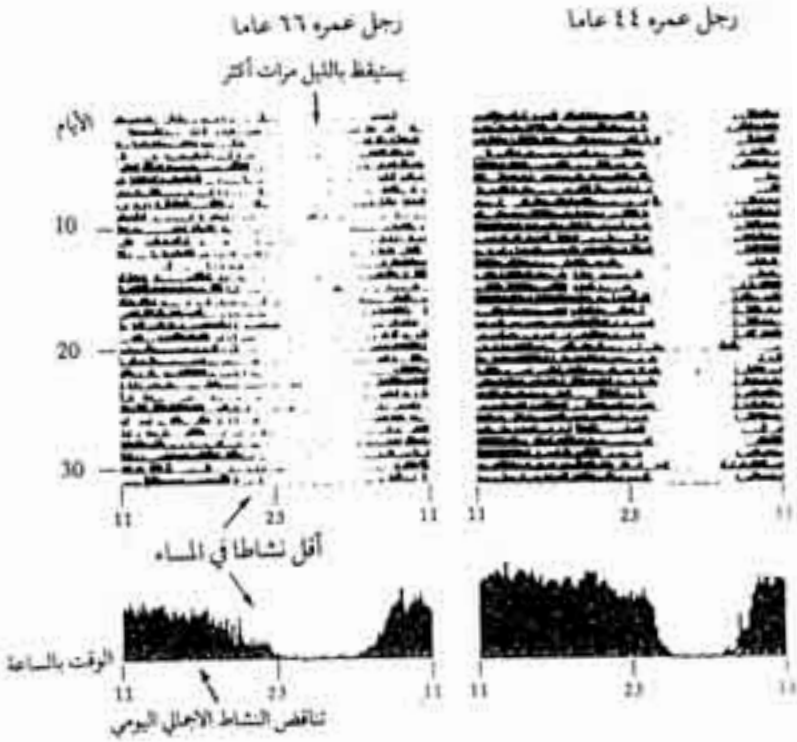 رجل عمره ٤٤ عاما
رجل عمره ٦٦ عاما
يستيقظ بالليل مرات أكثر
الأيام
10
20
30
11 23 11
11 23 11
أقل نشاطا في المساء
الوقت بالساعة
11 23 11
11 23 11
تناقض النشاط الاجمالي اليومي